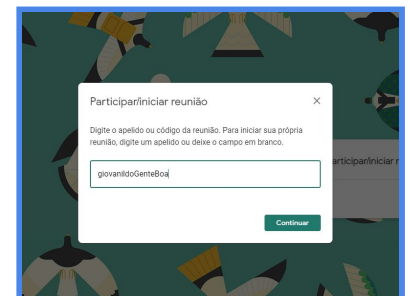 Participar/iniciar reunião
Digite o apelido ou código da reunião. Para iniciar sua própria
reunião, digite um apelido ou deixe o campo em branco.
articipar/iniciar r
giovanildoGenteBoa
Continuar